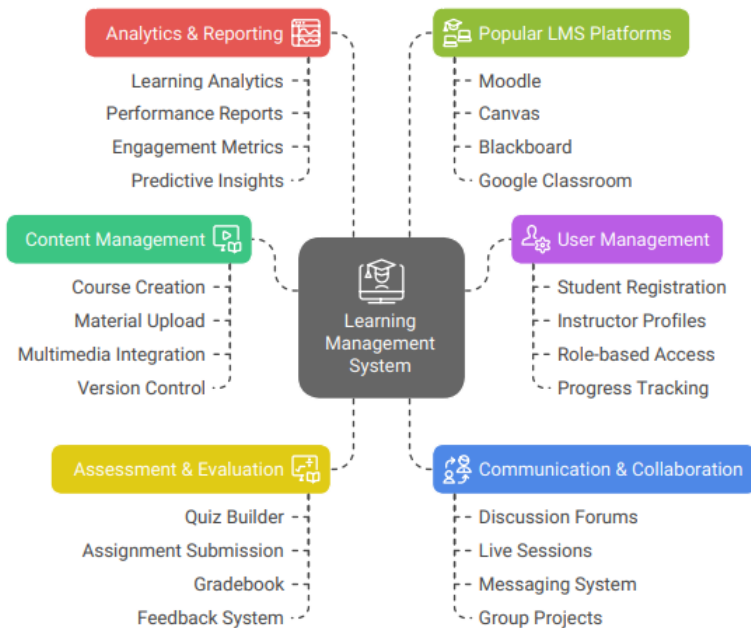 Analytics & Reporting
Learning Analytics
Performance Reports
Engagement Metrics
Predictive Insights
Popular LMS Platforms
Moodle
Canvas
Blackboard
Google Classroom
Content Management
Course Creation
Material Upload
Multimedia Integration
Version Control
Learning
Management
System
User Management
Student Registration
Instructor Profiles
Role-based Access
Progress Tracking
Assessment & Evaluation
Quiz Builder
Assignment Submission
Gradebook
Feedback System
Communication & Collaboration
Discussion Forums
Live Sessions
Messaging System
Group Projects